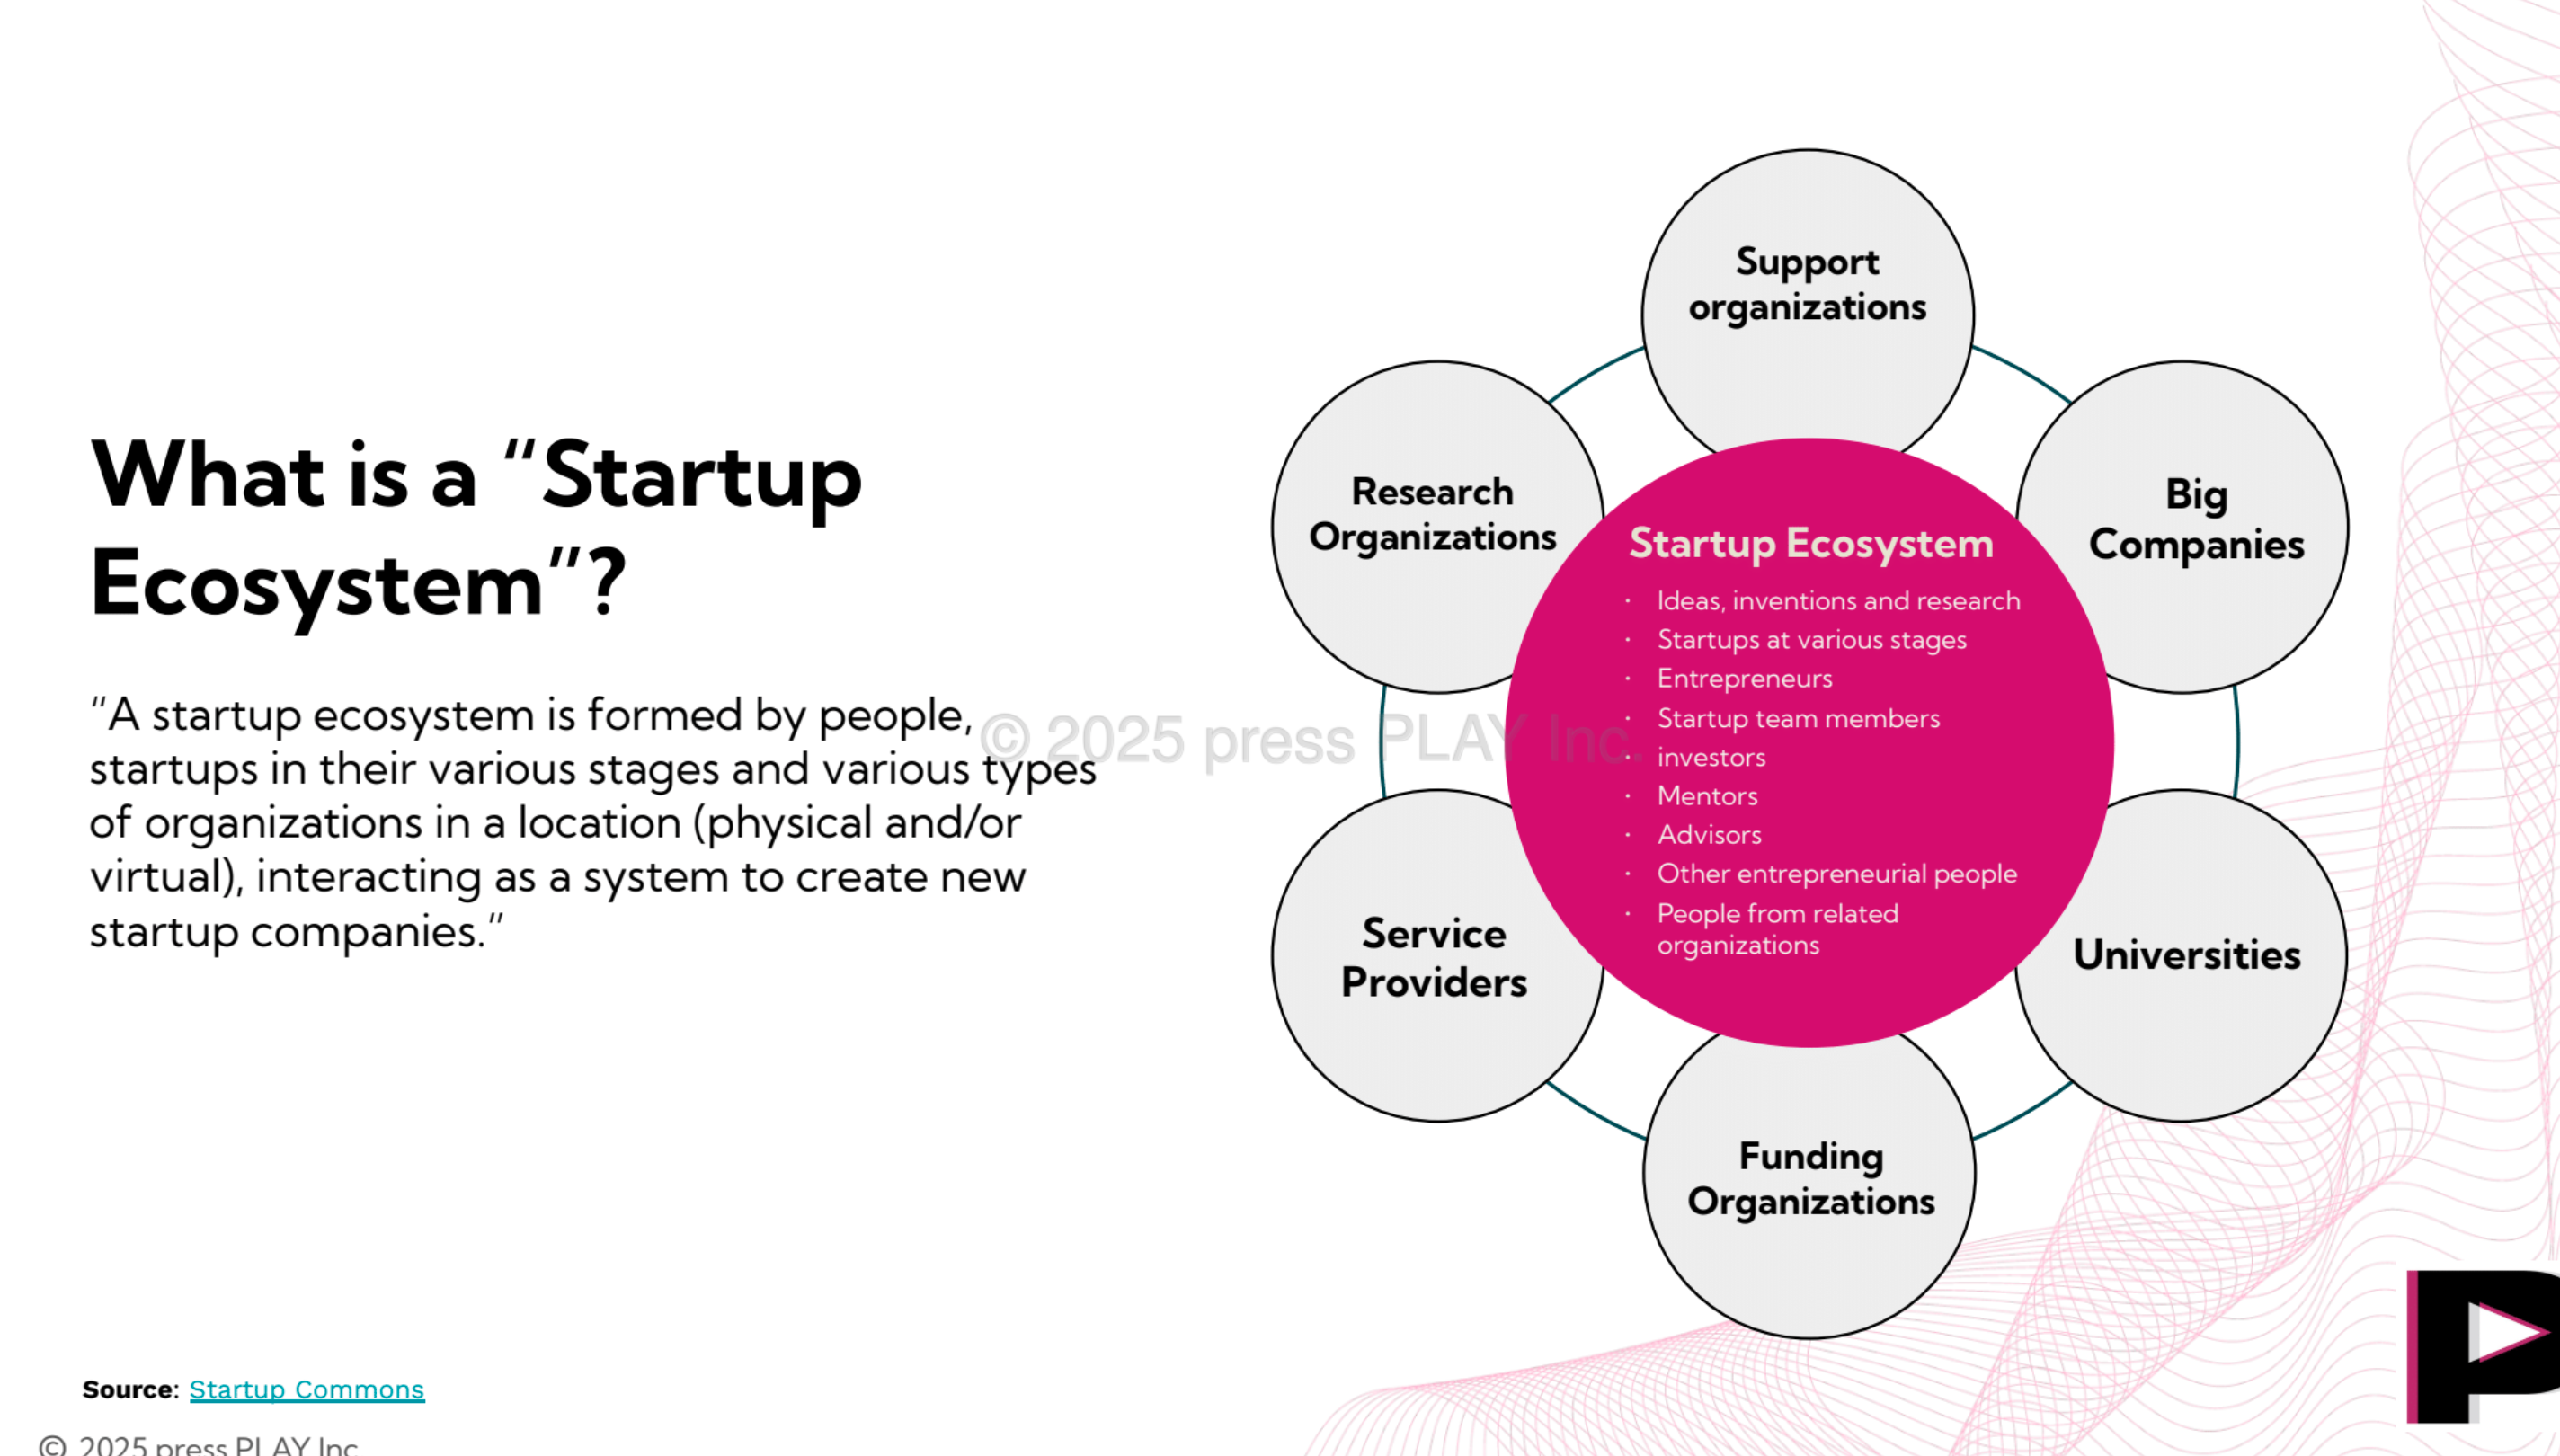 What is a “Startup
Ecosystem”?
“A startup ecosystem is formed by people,
startups in their various stages and various types
of organizations in a location (physical and/or
virtual), interacting as a system to create new
startup companies.”
Support
organizations
Research
Organizations
Big
Companies
Startup Ecosystem
· Ideas, inventions and research
· Startups at various stages
· Entrepreneurs
· Startup team members
· investors
· Mentors
· Advisors
· Other entrepreneurial people
· People from related
organizations
© 2025 press PLAY Inc.
Service
Providers
Universities
Funding
Organizations
Source: Startup Commons
© 2025 press PLAY Inc
P